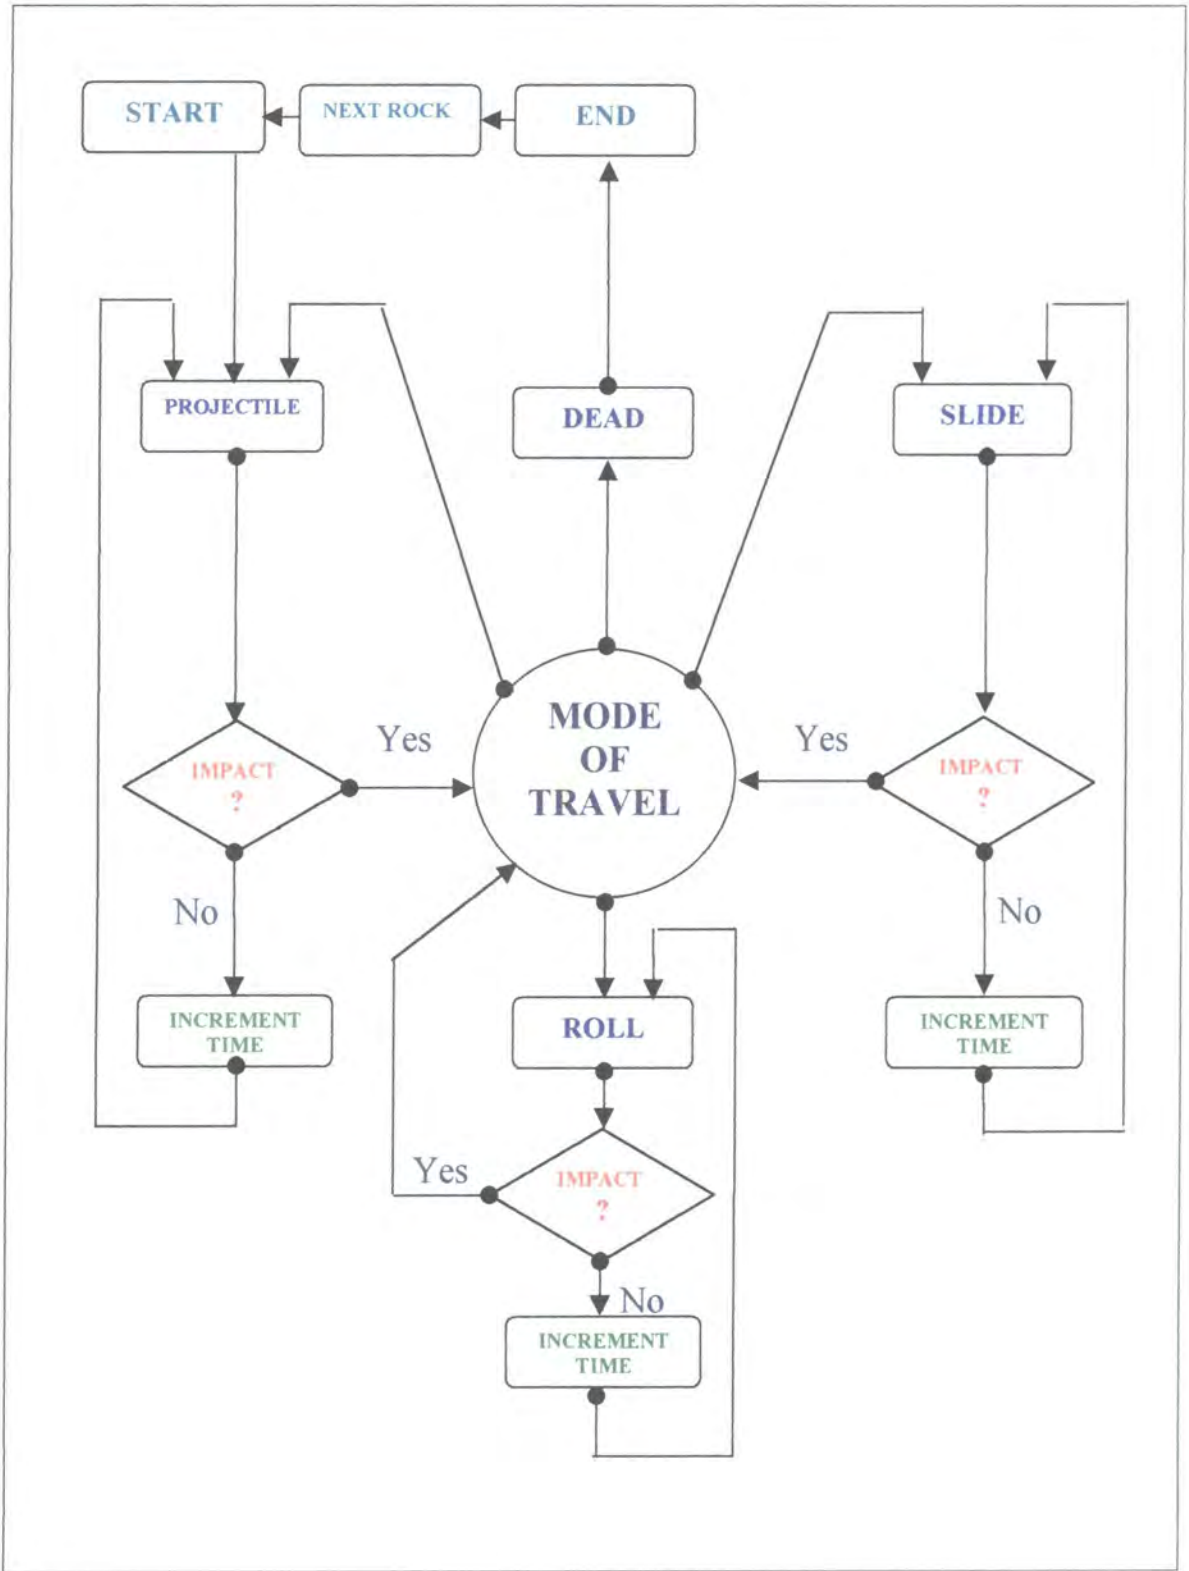 START
NEXT ROCK
END
PROJECTILE
DEAD
SLIDE
MODE
OF
TRAVEL
Yes
Yes
IMPACT
?
IMPACT
?
No
No
INCREMENT
TIME
ROLL
INCREMENT
TIME
Yes
IMPACT
?
No
INCREMENT
TIME